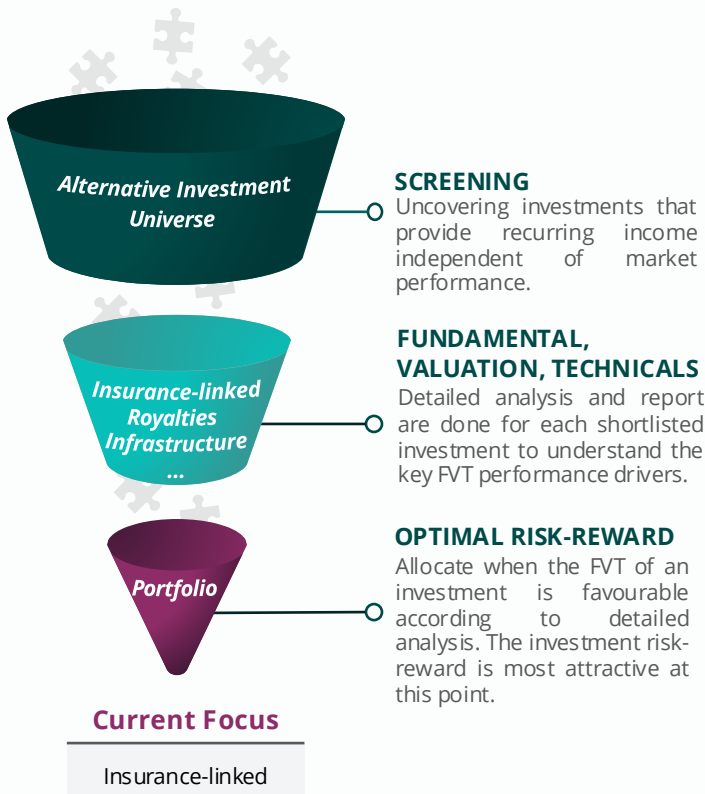 Alternative Investment
Universe
SCREENING
Uncovering investments that
provide recurring income
independent of market
performance.
Insurance-linked
Royalties
Infrastructure
...
FUNDAMENTAL,
VALUATION, TECHNICALS
Detailed analysis and report
are done for each shortlisted
investment to understand the
key FVT performance drivers.
Portfolio
OPTIMAL RISK-REWARD
Allocate when the FVT of an
investment is favourable
according to detailed
analysis. The investment risk-
reward is most attractive at
this point.
Current Focus
Insurance-linked